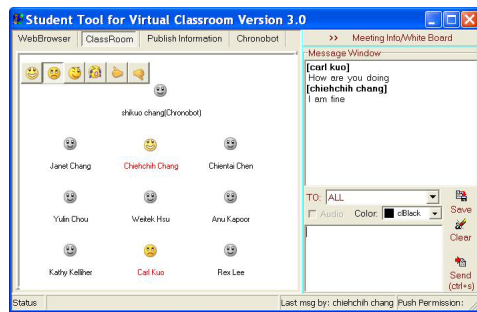 Student Tool for Virtual Classroom Version 3.0
WebBrowser ClassRoom Publish Information Chronobot
>> Meeting Info/White Board
Message Window
[carl kuo]
How are you doing
[chiehchih chang]
I am fine
shikuo chang(Chronobot)
Janet Chang Chiehchih Chang Chientai Chen
Yulin Chou Weitek Hsu Anu Kapoor
Kathy Kelliher Carl Kuo Rex Lee
TO: ALL
Audio Color: clBlack
Save
Clear
Send
(ctrl+s)
Status Last msg by: chiehchih chang Push Permission: